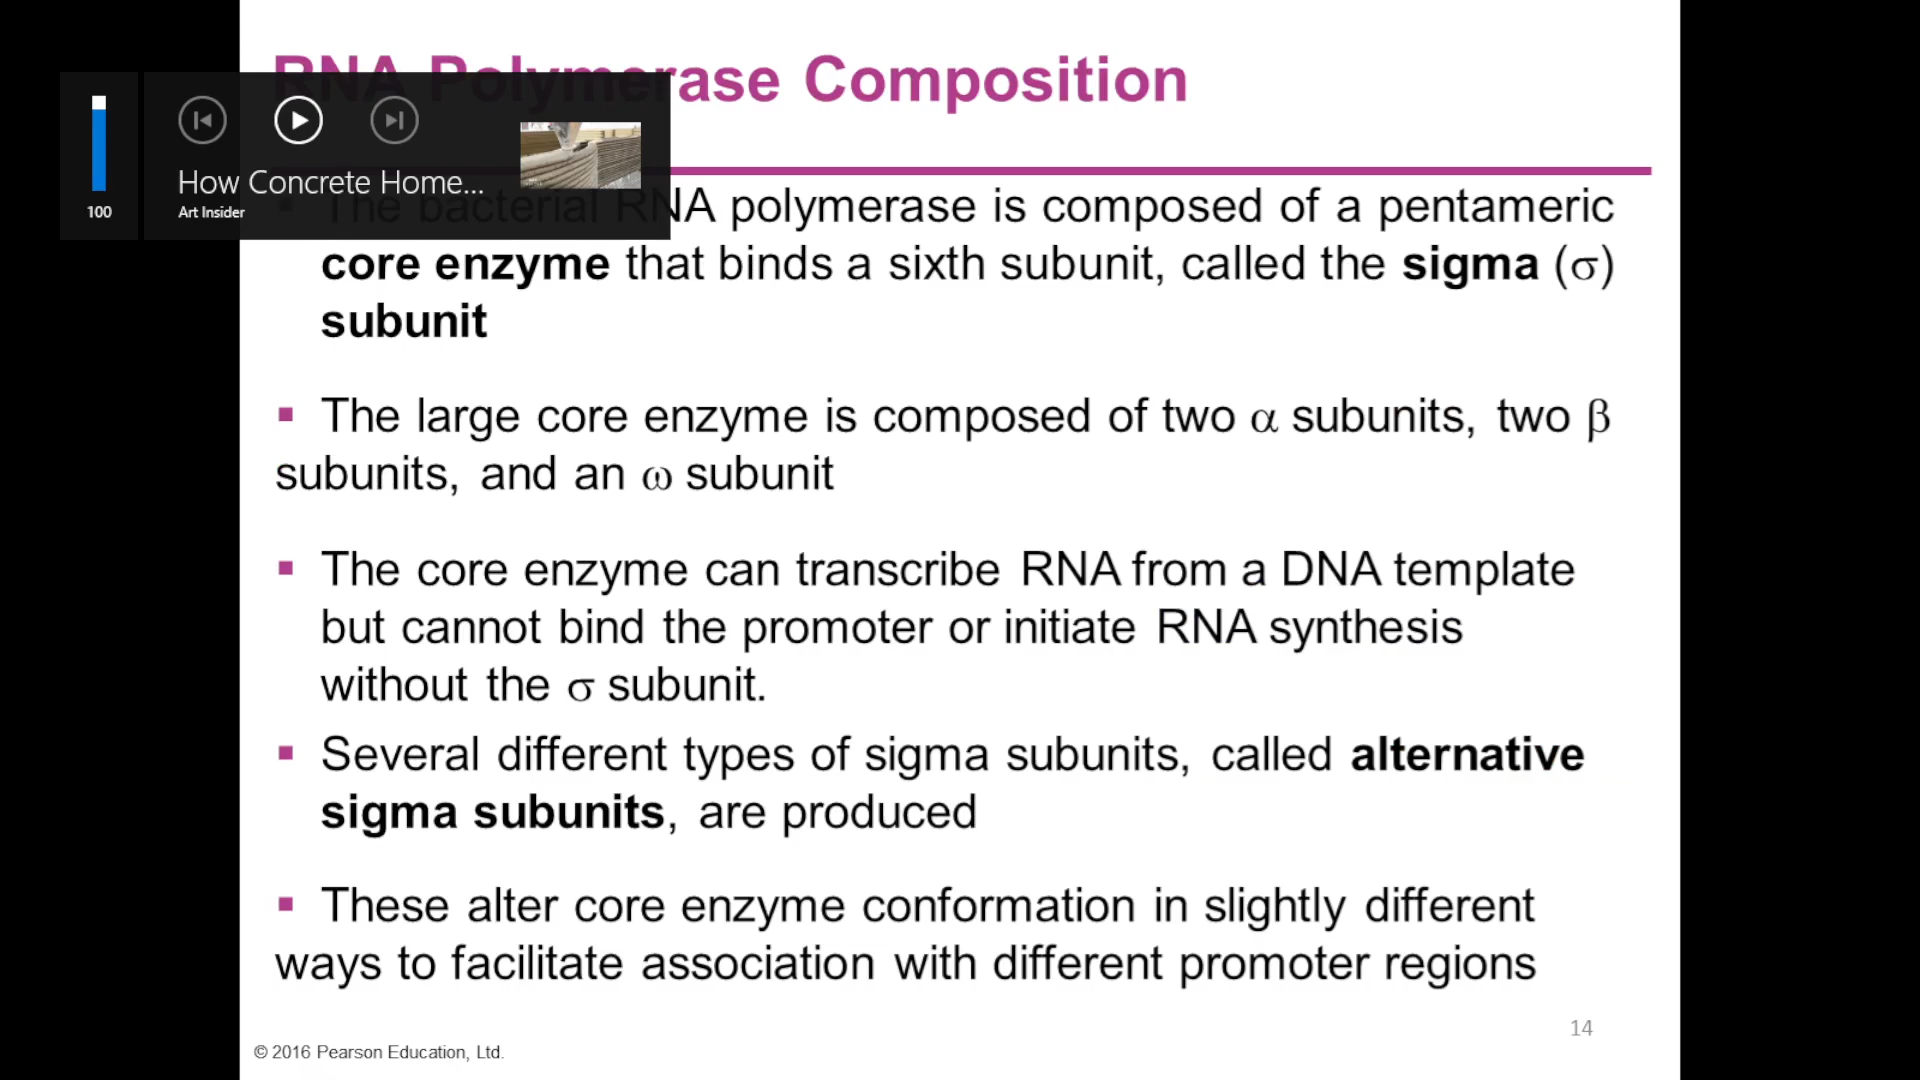 RNA Polymerase Composition
100
How Concrete Home...
Art Insider
▪ The bacterial RNA polymerase is composed of a pentameric
core enzyme that binds a sixth subunit, called the sigma (σ)
subunit
▪ The large core enzyme is composed of two α subunits, two β
subunits, and an ω subunit
▪ The core enzyme can transcribe RNA from a DNA template
but cannot bind the promoter or initiate RNA synthesis
without the σ subunit.
▪ Several different types of sigma subunits, called alternative
sigma subunits, are produced
▪ These alter core enzyme conformation in slightly different
ways to facilitate association with different promoter regions
14
© 2016 Pearson Education, Ltd.